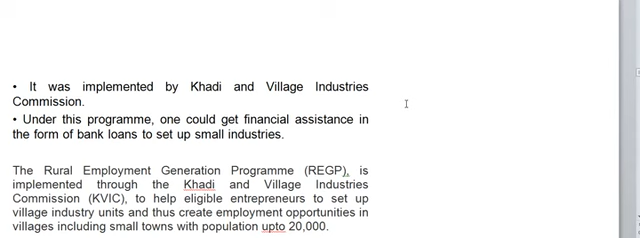 • It was implemented by Khadi and Village Industries
Commission.
• Under this programme, one could get financial assistance in
the form of bank loans to set up small industries.
The Rural Employment Generation Programme (REGP), is
implemented through the Khadi and Village Industries
Commission (KVIC), to help eligible entrepreneurs to set up
village industry units and thus create employment opportunities in
villages including small towns with population upto 20,000.